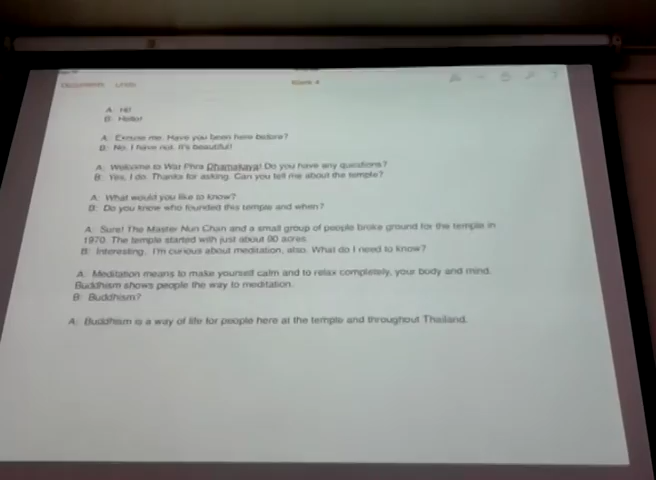 Documents Undo
Week 4
A: Hi!
B: Hello!
A: Excuse me. Have you been here before?
B: No, I have not. It's beautiful!
A: Welcome to Wat Phra Dhamakaya! Do you have any questions?
B: Yes, I do. Thanks for asking. Can you tell me about the temple?
A: What would you like to know?
B: Do you know who founded this temple and when?
A: Sure! The Master Nun Chan and a small group of people broke ground for the temple in
1970. The temple started with just about 80 acres.
B: Interesting. I'm curious about meditation, also. What do I need to know?
A: Meditation means to make yourself calm and to relax completely, your body and mind.
Buddhism shows people the way to meditation.
B: Buddhism?
A: Buddhism is a way of life for people here at the temple and throughout Thailand.